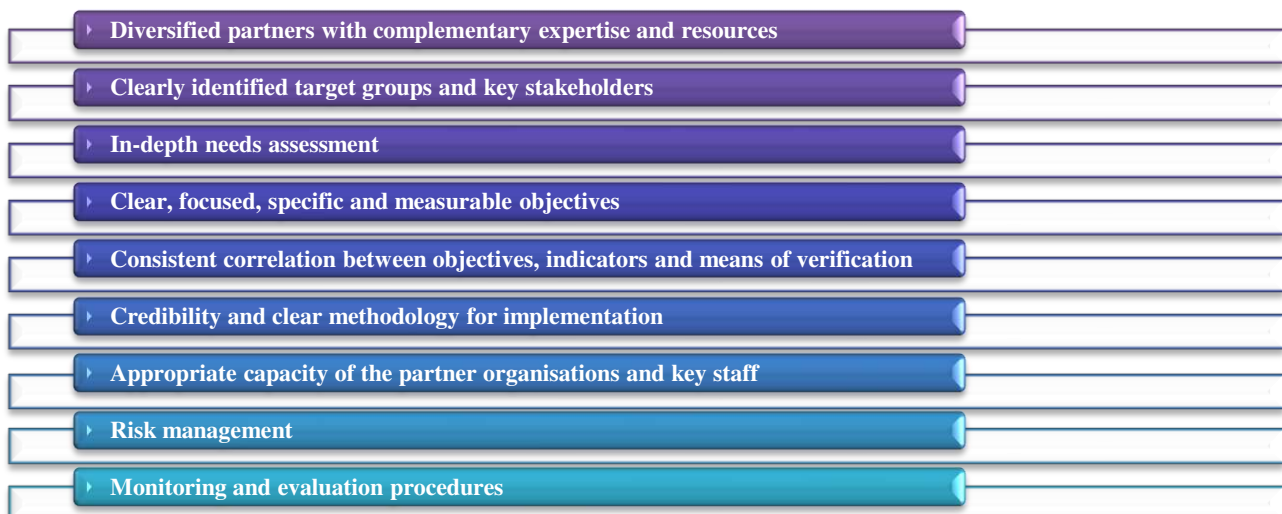 Diversified partners with complementary expertise and resources
Clearly identified target groups and key stakeholders
In-depth needs assessment
Clear, focused, specific and measurable objectives
Consistent correlation between objectives, indicators and means of verification
Credibility and clear methodology for implementation
Appropriate capacity of the partner organisations and key staff
Risk management
Monitoring and evaluation procedures